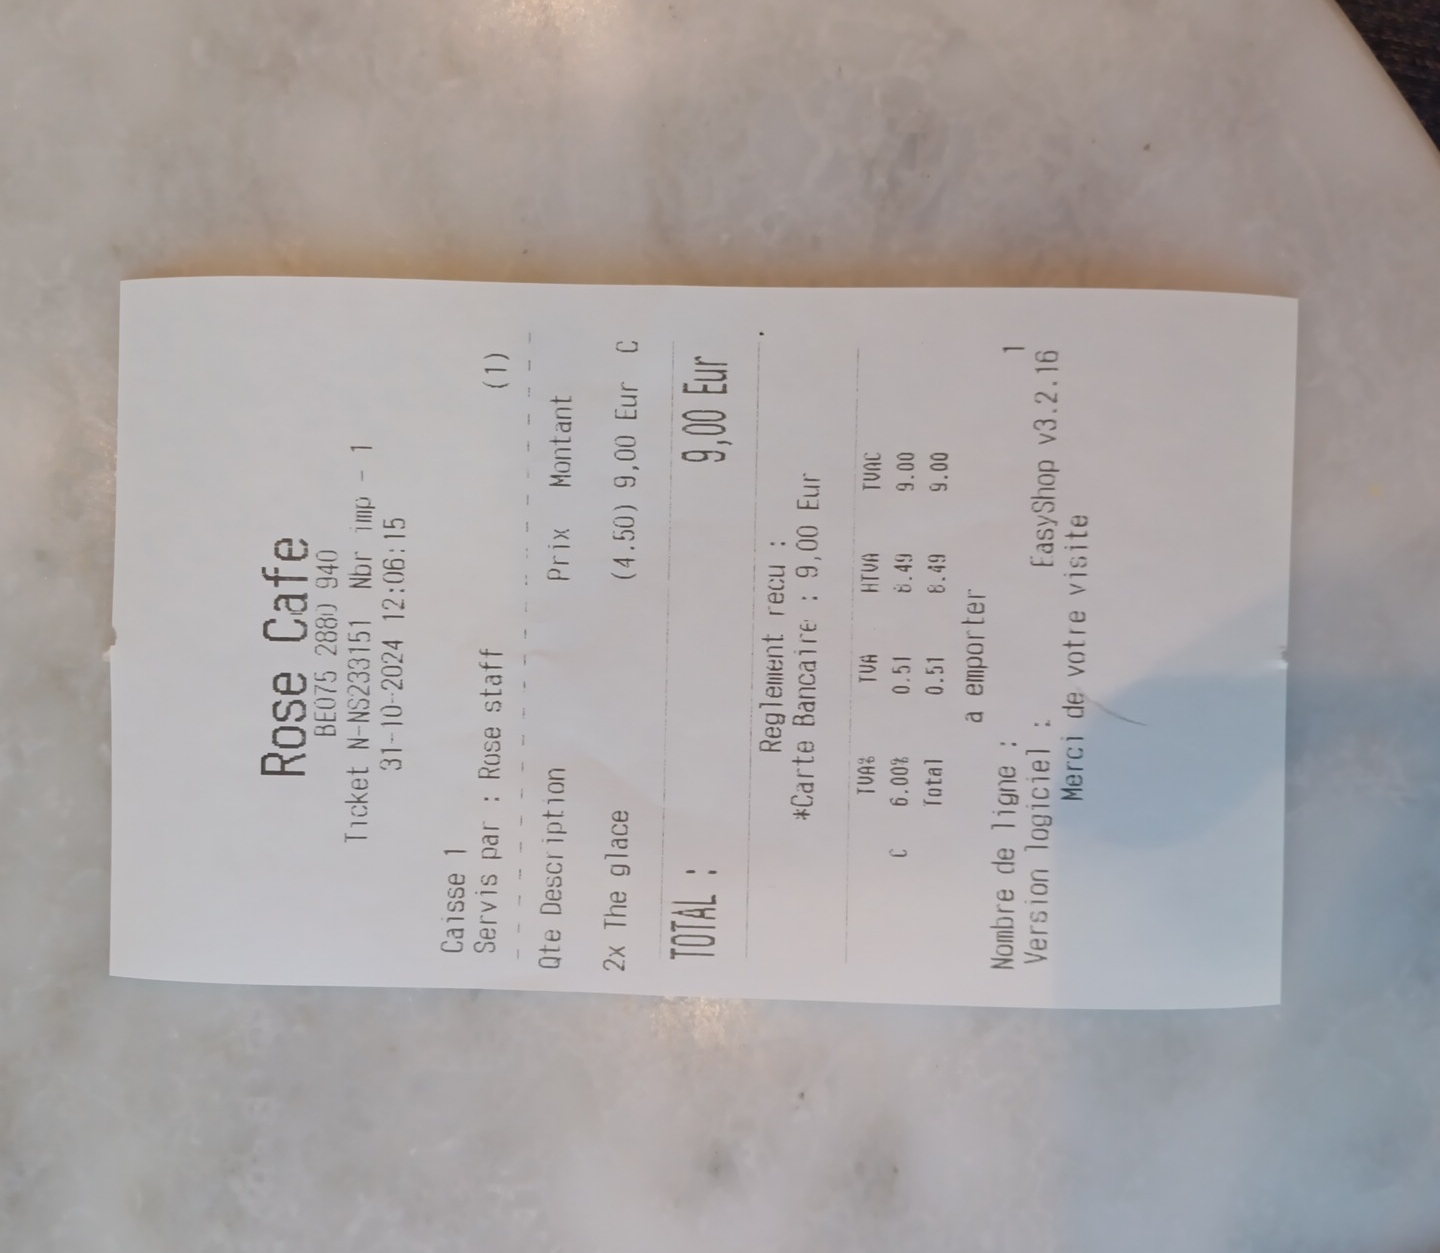 Rose Cafe
BE075 2880 940
Ticket N-NS233151 Nbr imp - 1
31-10-2024 12:06:15
Caisse 1
Servis par : Rose staff (1)
Qte Description Prix Montant
2x The glace (4.50) 9,00 Eur C
TOTAL : 9,00 Eur
Reglement recu :
*Carte Bancaire : 9,00 Eur
TVA% TVA HTVA TVAC
C 6.00% 0.51 8.49 9.00
Total 0.51 8.49 9.00
a emporter
Nombre de ligne : 1
Version logiciel : EasyShop v3.2.16
Merci de votre visite